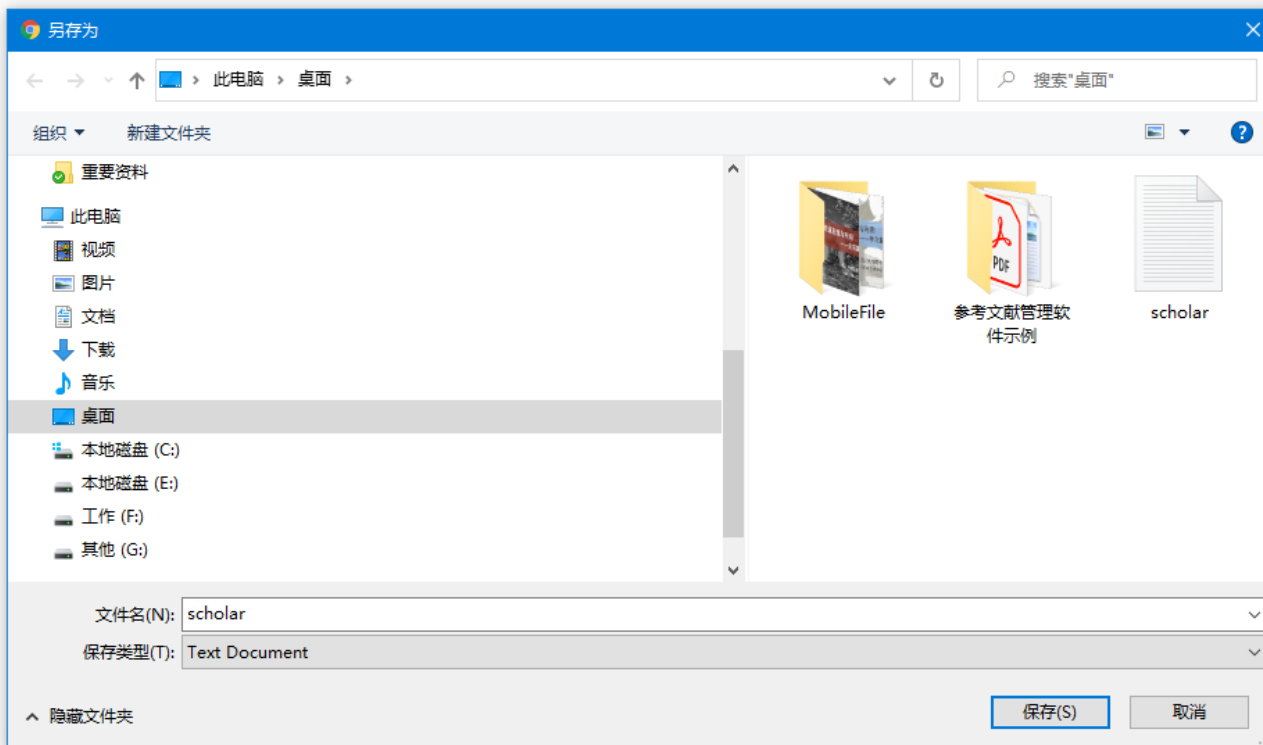 另存为
此电脑 › 桌面 ›
搜索"桌面"
组织
新建文件夹
重要资料
此电脑
视频
图片
文档
下载
音乐
桌面
本地磁盘 (C:)
本地磁盘 (E:)
工作 (F:)
其他 (G:)
PDF
MobileFile
参考文献管理软
件示例
scholar
文件名(N): scholar
保存类型(T): Text Document
隐藏文件夹
保存(S)
取消